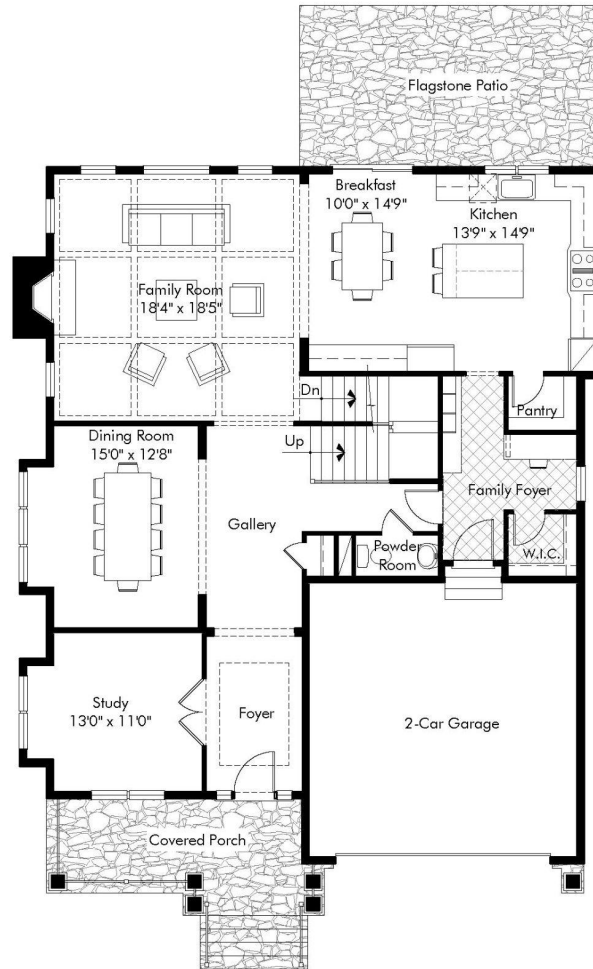 Flagstone Patio
Breakfast
10'0" x 14'9"
Kitchen
13'9" x 14'9"
Family Room
18'4" x 18'5"
Dn
Pantry
Dining Room
15'0" x 12'8"
Up
Family Foyer
Gallery
Powder
Room
W.I.C.
Study
13'0" x 11'0"
Foyer
2-Car Garage
Covered Porch